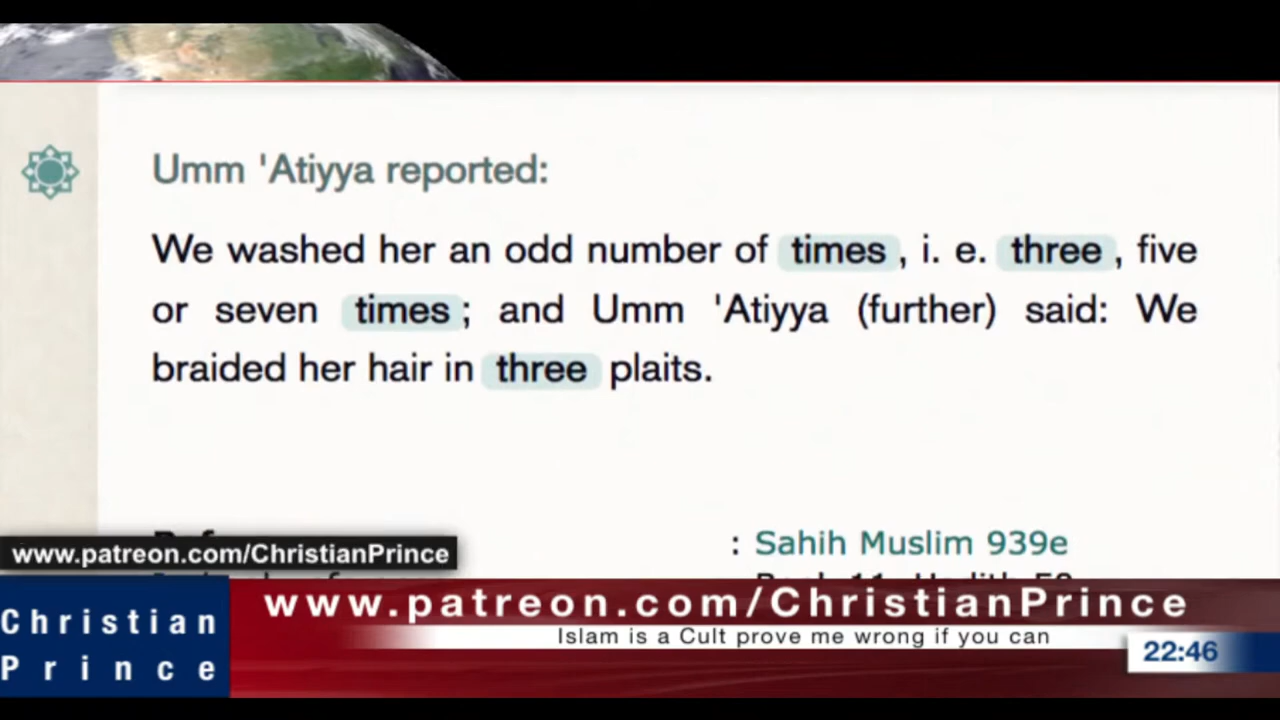 Umm 'Atiyya reported:
We washed her an odd number of times , i. e. three , five
or seven times ; and Umm 'Atiyya (further) said: We
braided her hair in three plaits.
: Sahih Muslim 939e
www.patreon.com/ChristianPrince
Christian
Prince
www.patreon.com/ChristianPrince
Islam is a Cult prove me wrong if you can
22:46